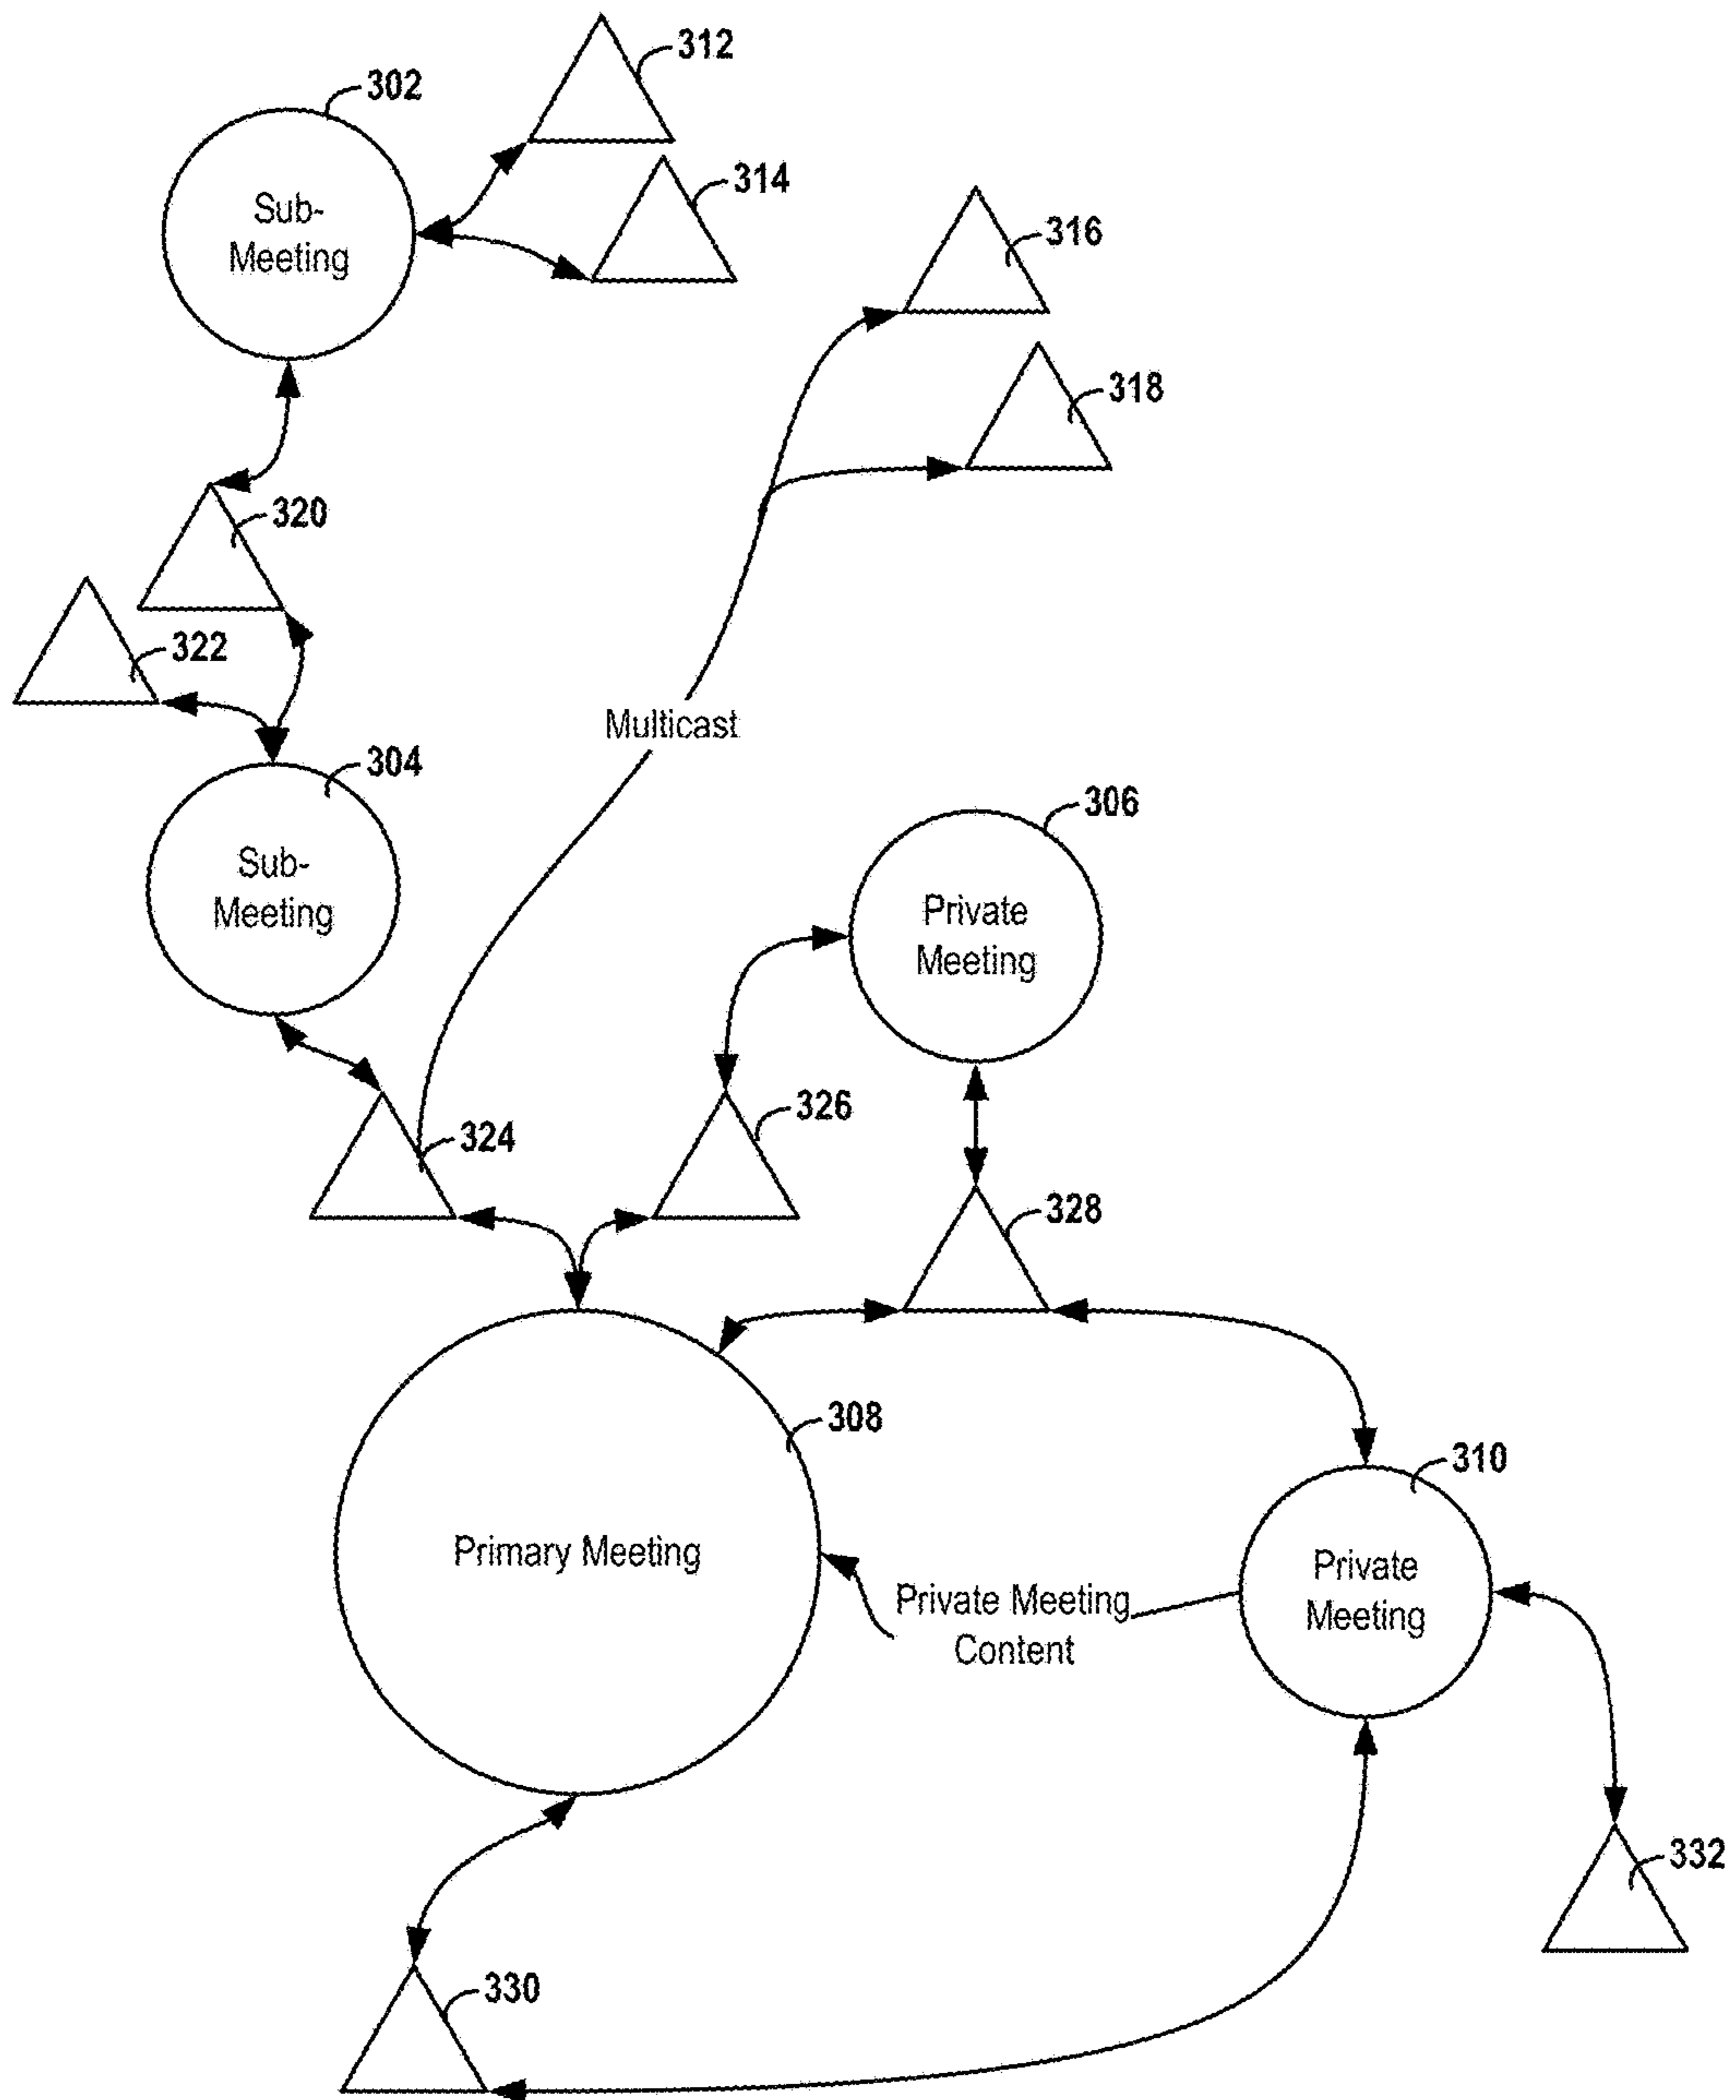 312
302
314
Sub-
Meeting
316
318
320
322
Multicast
304
306
Sub-
Meeting
Private
Meeting
326
324
328
308
310
Primary Meeting
Private
Meeting
Private Meeting
Content
332
330